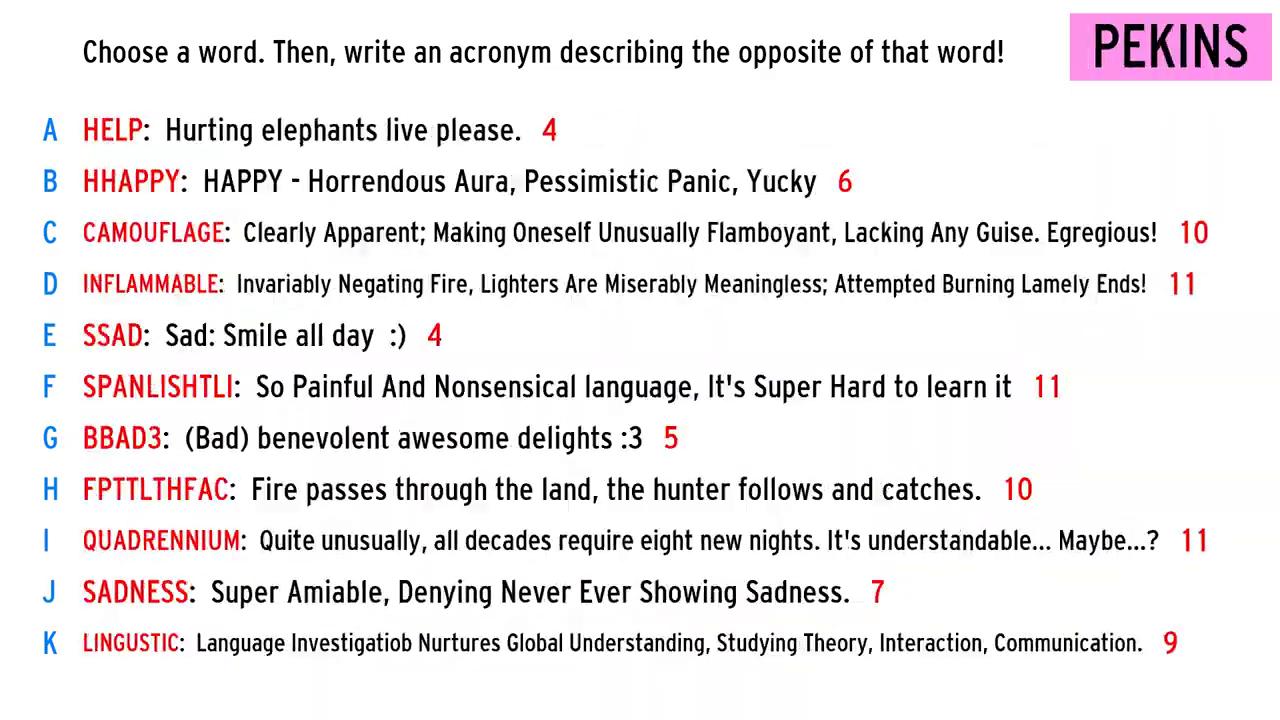 Choose a word. Then, write an acronym describing the opposite of that word!
PEKINS
A HELP: Hurting elephants live please. 4
B HHAPPY: HAPPY - Horrendous Aura, Pessimistic Panic, Yucky 6
C CAMOUFLAGE: Clearly Apparent; Making Oneself Unusually Flamboyant, Lacking Any Guise. Egregious! 10
D INFLAMMABLE: Invariably Negating Fire, Lighters Are Miserably Meaningless; Attempted Burning Lamely Ends! 11
E SSAD: Sad: Smile all day :) 4
F SPANLISHTLI: So Painful And Nonsensical language, It's Super Hard to learn it 11
G BBAD3: (Bad) benevolent awesome delights :3 5
H FPTTLTHFAC: Fire passes through the land, the hunter follows and catches. 10
I QUADRENNIUM: Quite unusually, all decades require eight new nights. It's understandable... Maybe...? 11
J SADNESS: Super Amiable, Denying Never Ever Showing Sadness. 7
K LINGUSTIC: Language Investigatiob Nurtures Global Understanding, Studying Theory, Interaction, Communication. 9